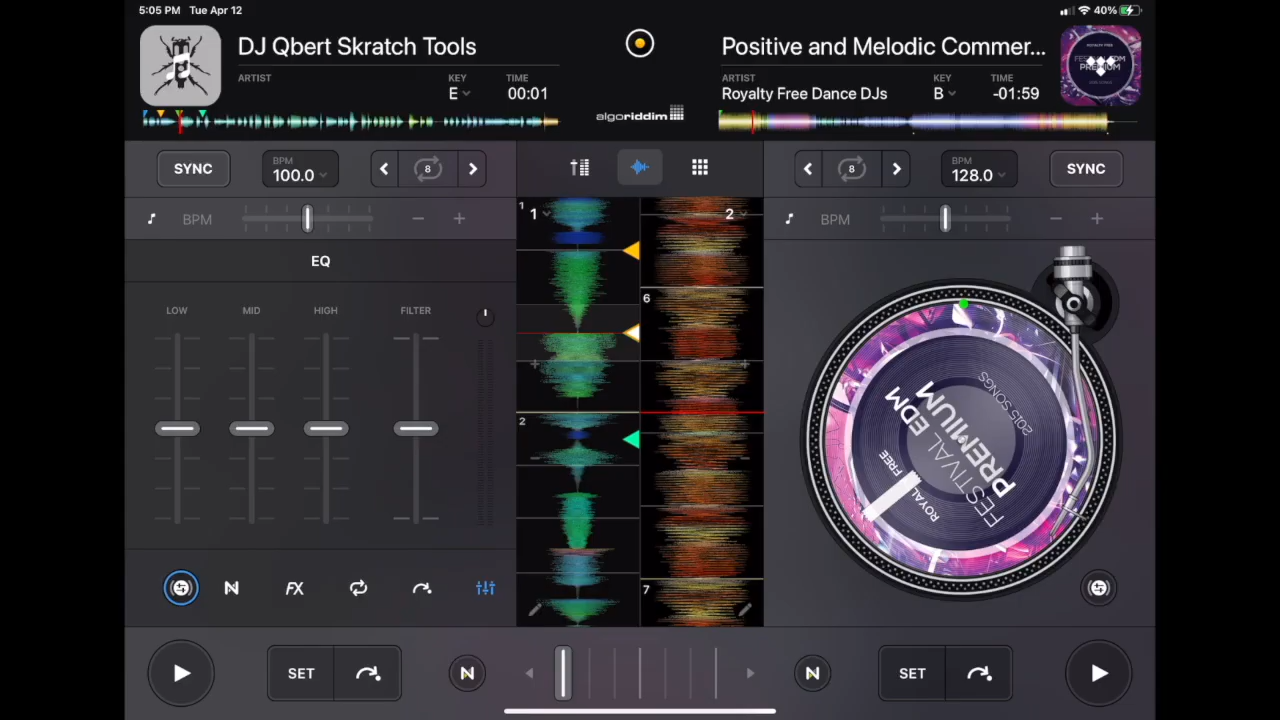 5:05 PM Tue Apr 12
40%
DJ Qbert Skratch Tools
ARTIST
KEY
TIME
E
00:01
algoriddim
Positive and Melodic Commer...
ARTIST
KEY
TIME
Royalty Free Dance DJs
B
-01:59
SYNC
BPM
100.0
8
8
BPM
128.0
SYNC
BPM
BPM
1
1
2
EQ
LOW
MID
HIGH
FILTER
6
2
7
FX
2015 SONGS
FESTIVAL EDM
PREMIUM
ROYAL FREE
SET
N
N
SET